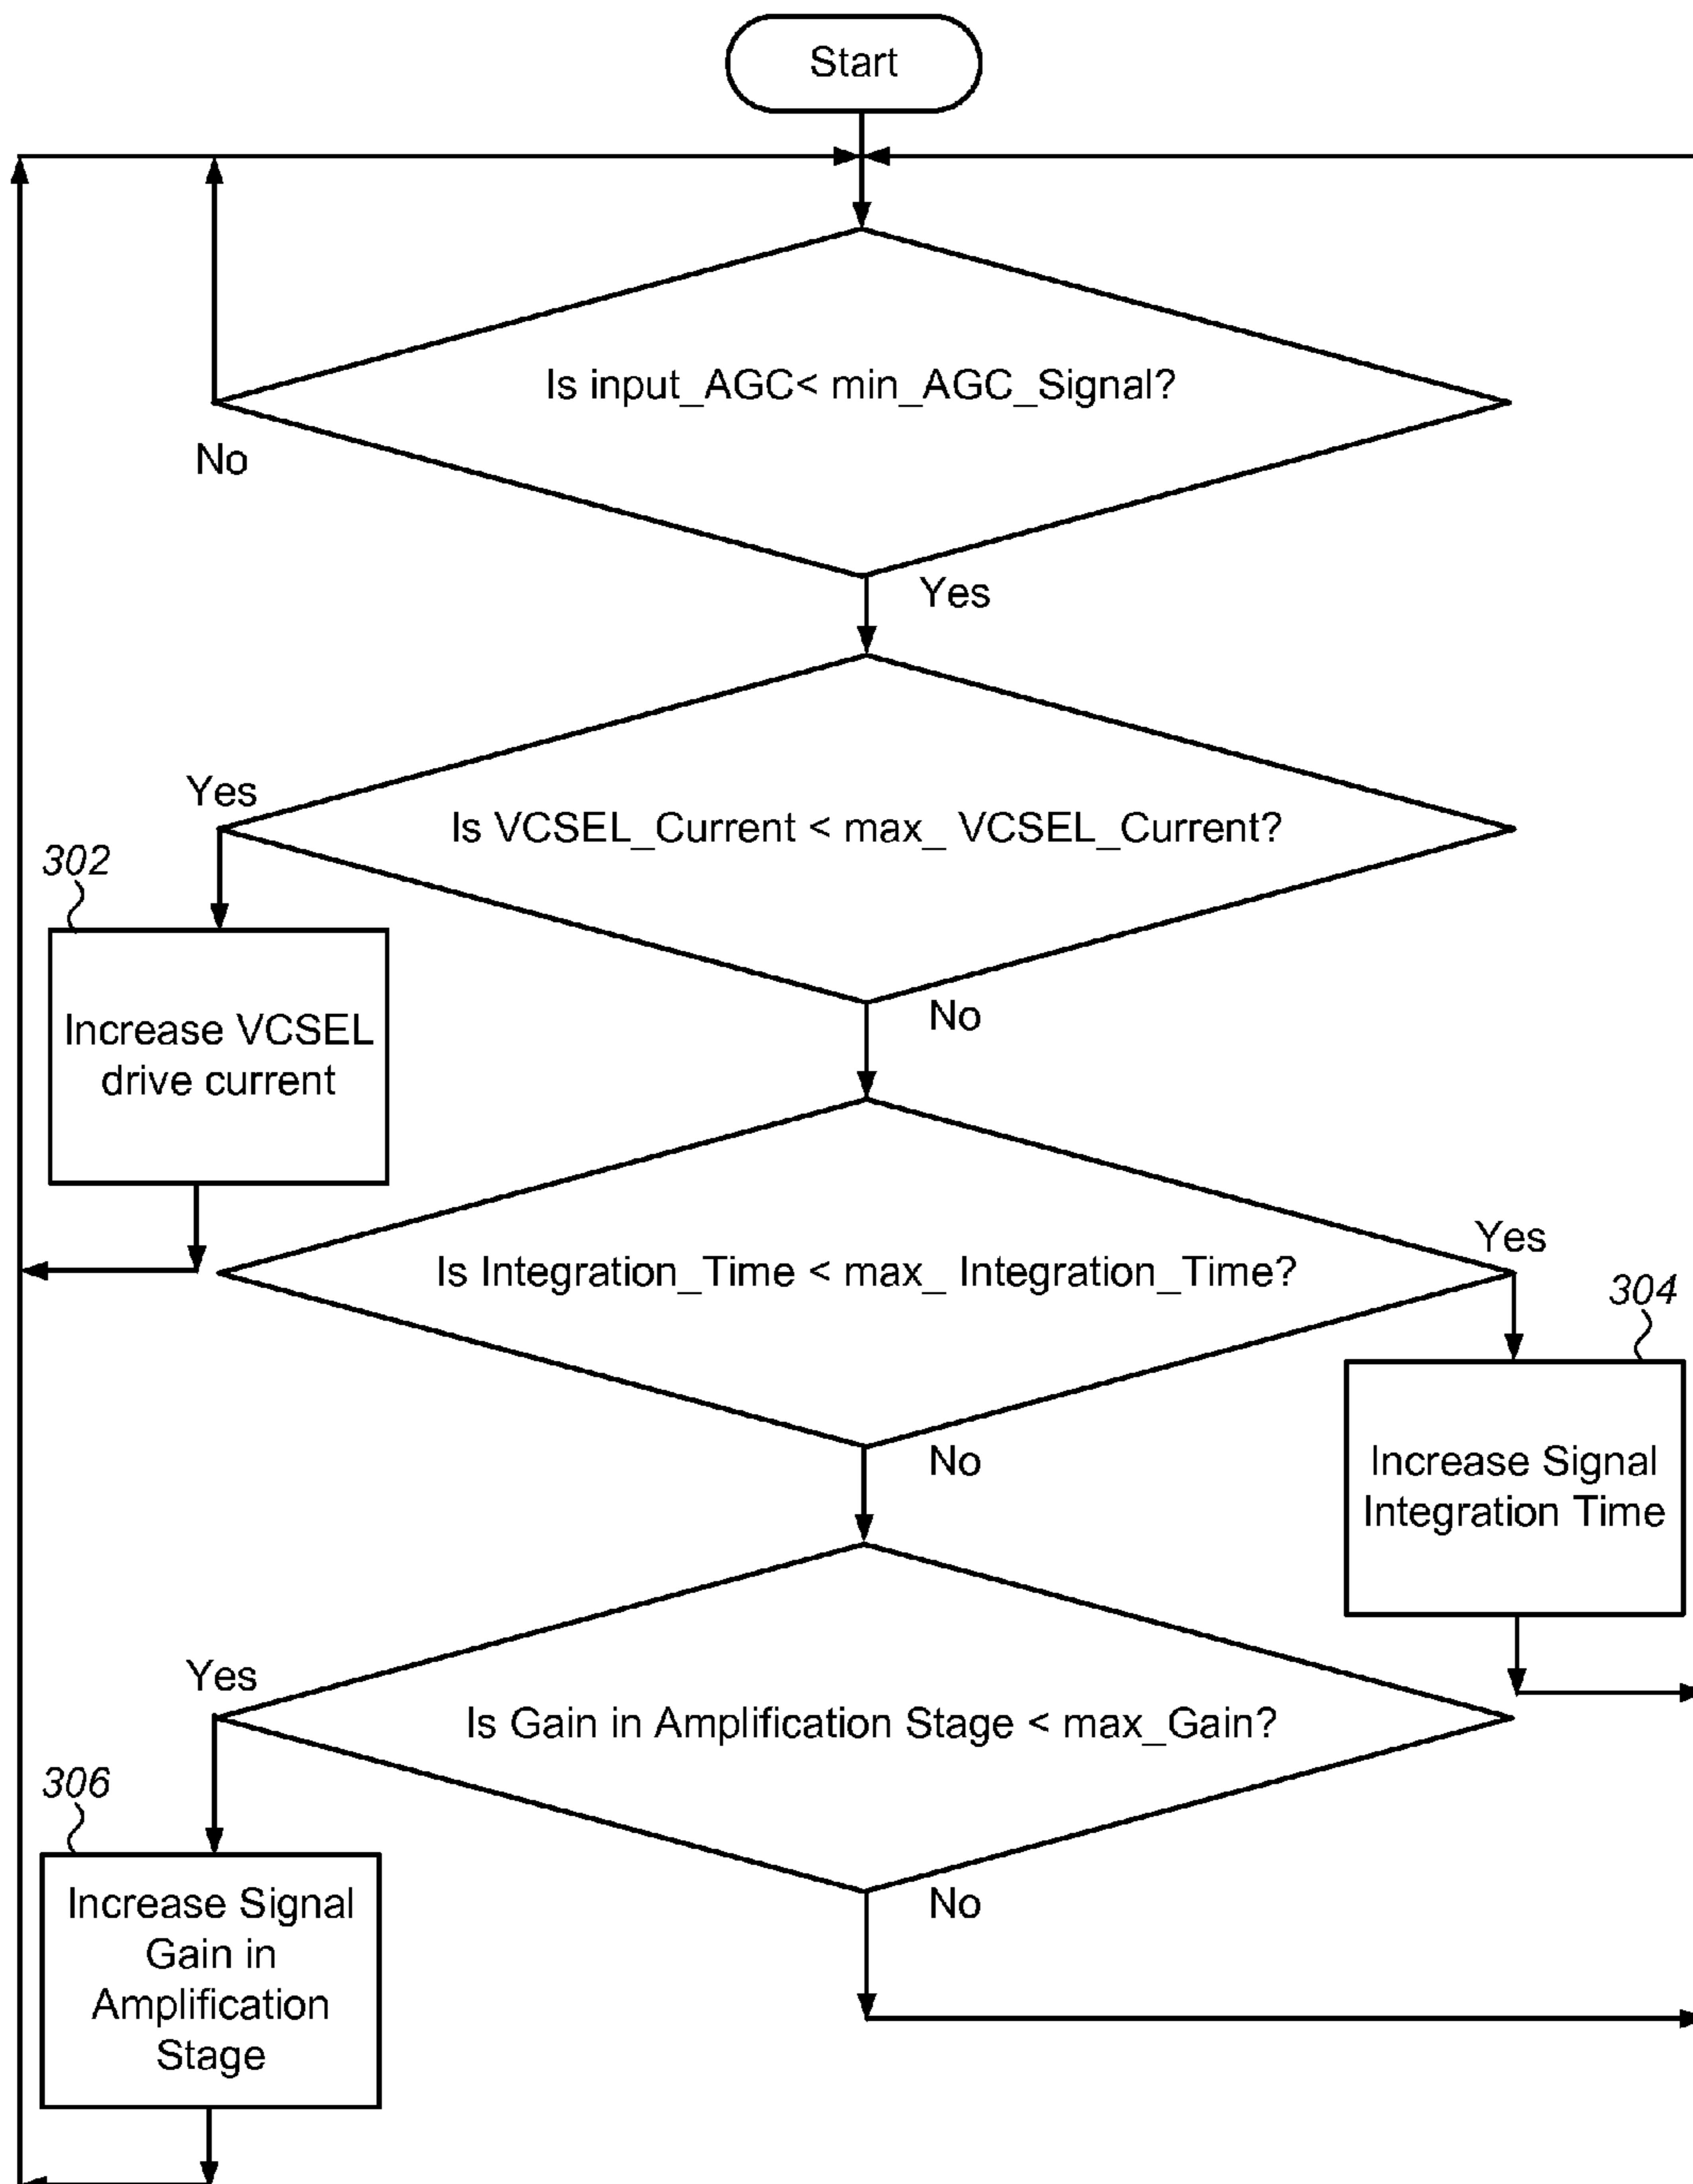 Start
Is input_AGC< min_AGC_Signal?
No
Yes
Yes
Is VCSEL_Current < max_ VCSEL_Current?
302
Increase VCSEL
drive current
No
Yes
Is Integration_Time < max_ Integration_Time?
304
Increase Signal
Integration Time
No
Yes
Is Gain in Amplification Stage < max_Gain?
306
Increase Signal
Gain in
Amplification
Stage
No